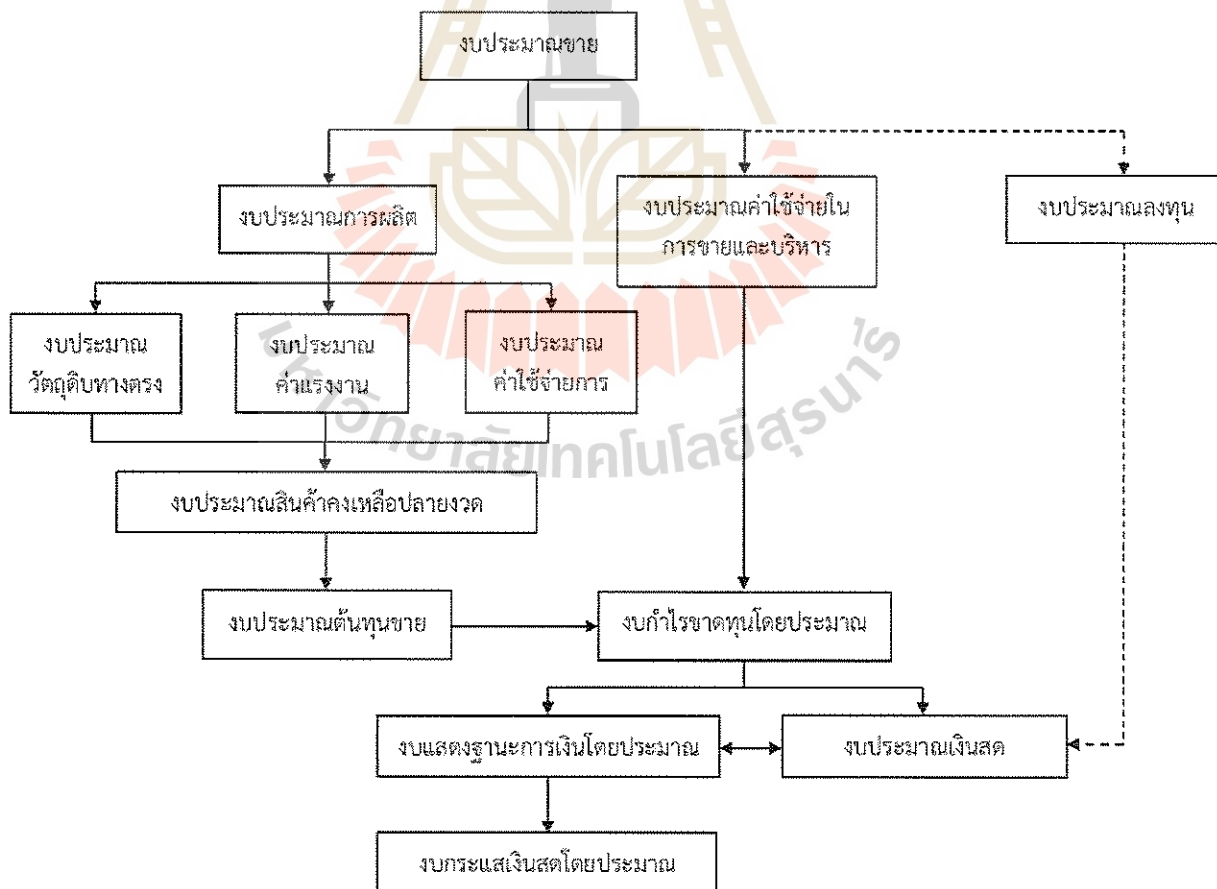 งบประมาณขาย
งบประมาณการผลิต
งบประมาณค่าใช้จ่ายใน
การขายและบริหาร
งบประมาณลงทุน
งบประมาณ
วัตถุดิบทางตรง
งบประมาณ
ค่าแรงงาน
งบประมาณ
ค่าใช้จ่ายการ
งบประมาณสินค้าคงเหลือปลายงวด
งบประมาณต้นทุนขาย
งบกำไรขาดทุนโดยประมาณ
งบแสดงฐานะการเงินโดยประมาณ
งบประมาณเงินสด
งบกระแสเงินสดโดยประมาณ
มหาวิทยาลัยเทคโนโลยีสุรนารี